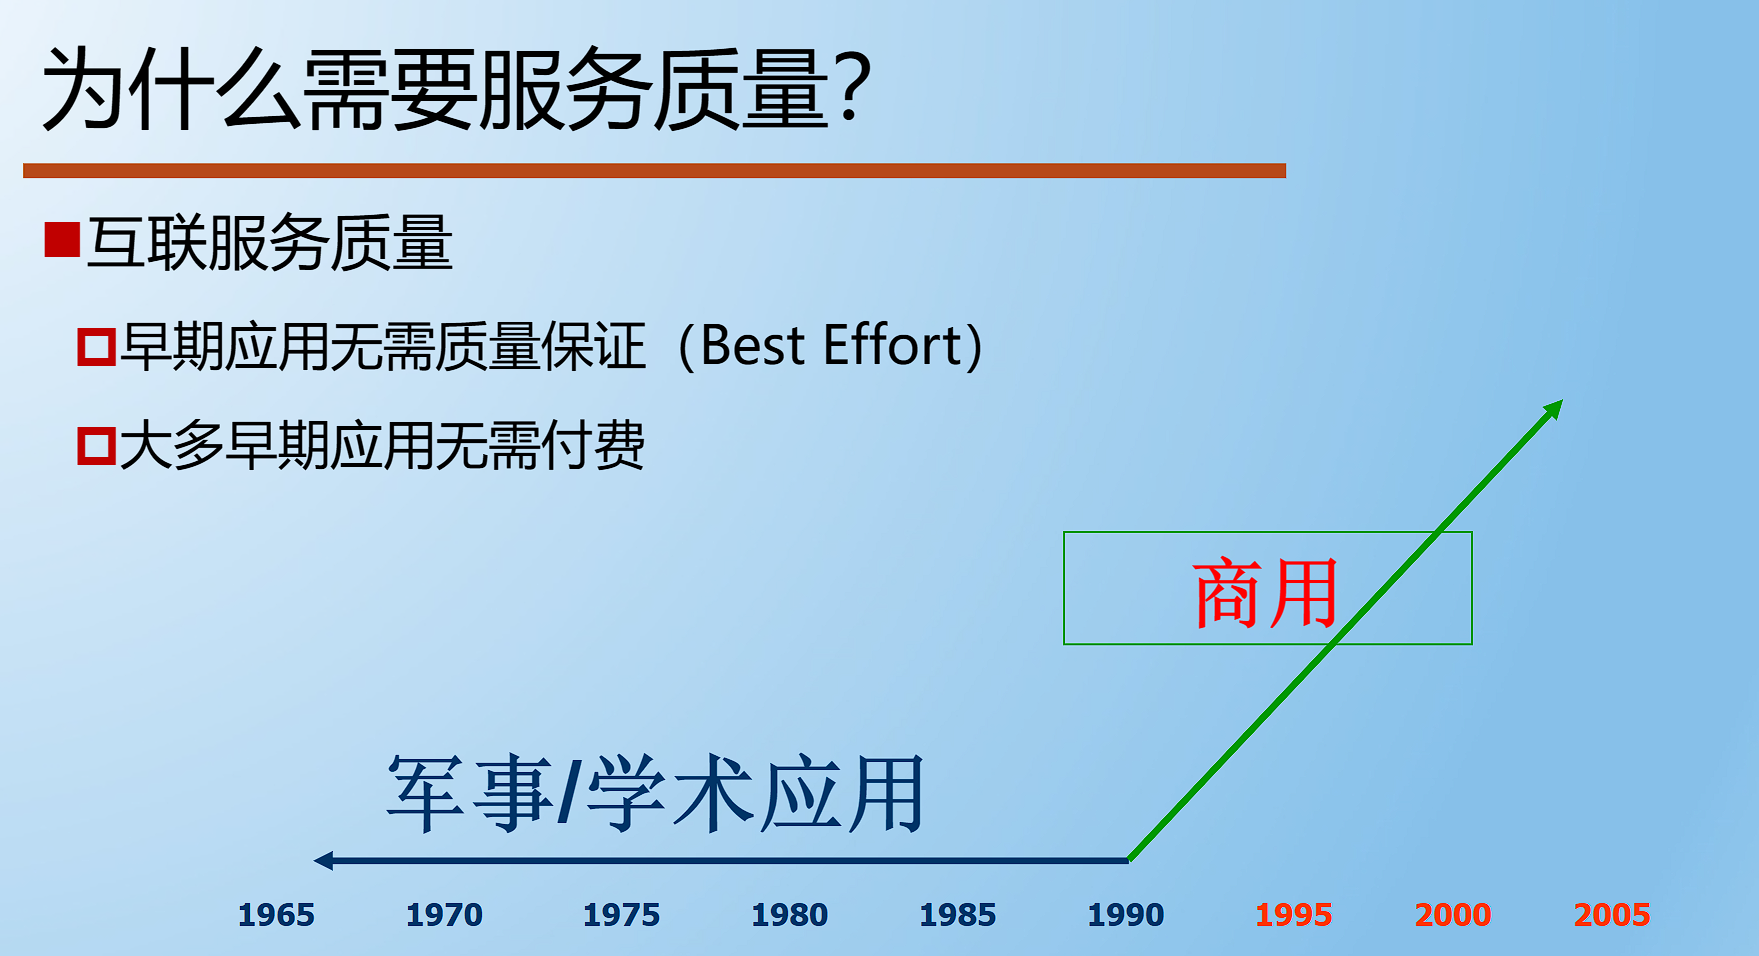 为什么需要服务质量?
互联服务质量
早期应用无需质量保证（Best Effort）
大多早期应用无需付费
商用
军事/学术应用
1965 1970 1975 1980 1985 1990 1995 2000 2005